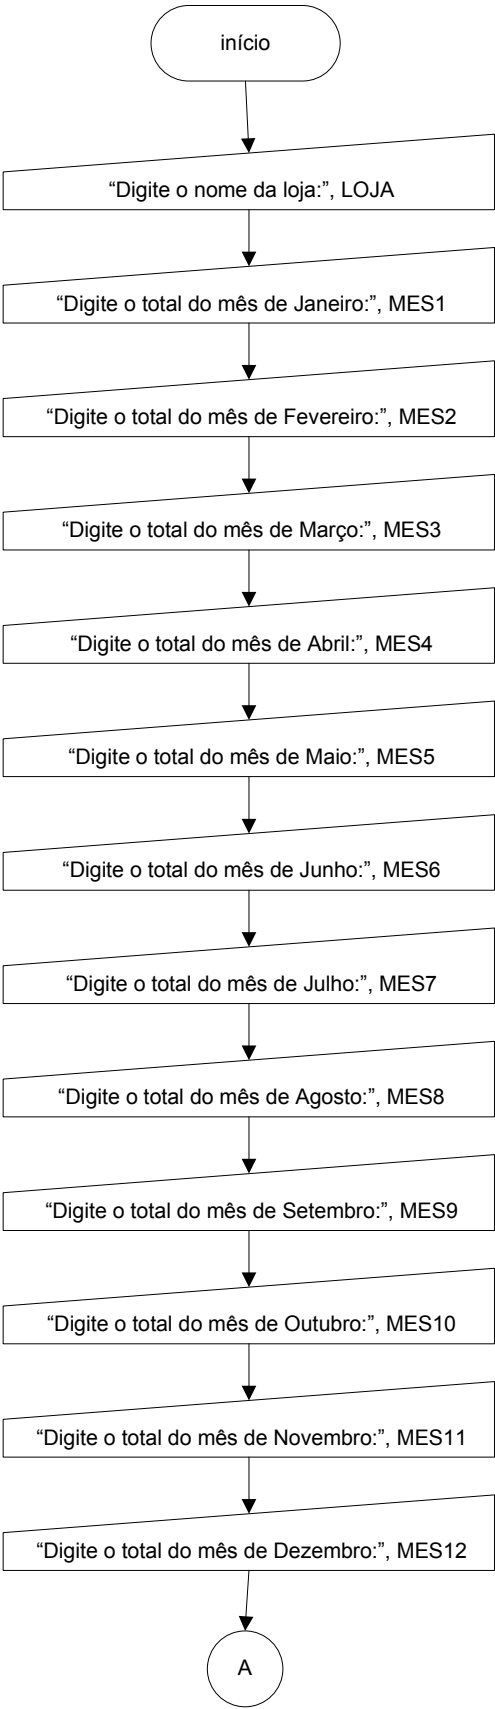 início
“Digite o nome da loja:”, LOJA
“Digite o total do mês de Janeiro:”, MES1
“Digite o total do mês de Fevereiro:”, MES2
“Digite o total do mês de Março:”, MES3
“Digite o total do mês de Abril:”, MES4
“Digite o total do mês de Maio:”, MES5
“Digite o total do mês de Junho:”, MES6
“Digite o total do mês de Julho:”, MES7
“Digite o total do mês de Agosto:”, MES8
“Digite o total do mês de Setembro:”, MES9
“Digite o total do mês de Outubro:”, MES10
“Digite o total do mês de Novembro:”, MES11
“Digite o total do mês de Dezembro:”, MES12
A